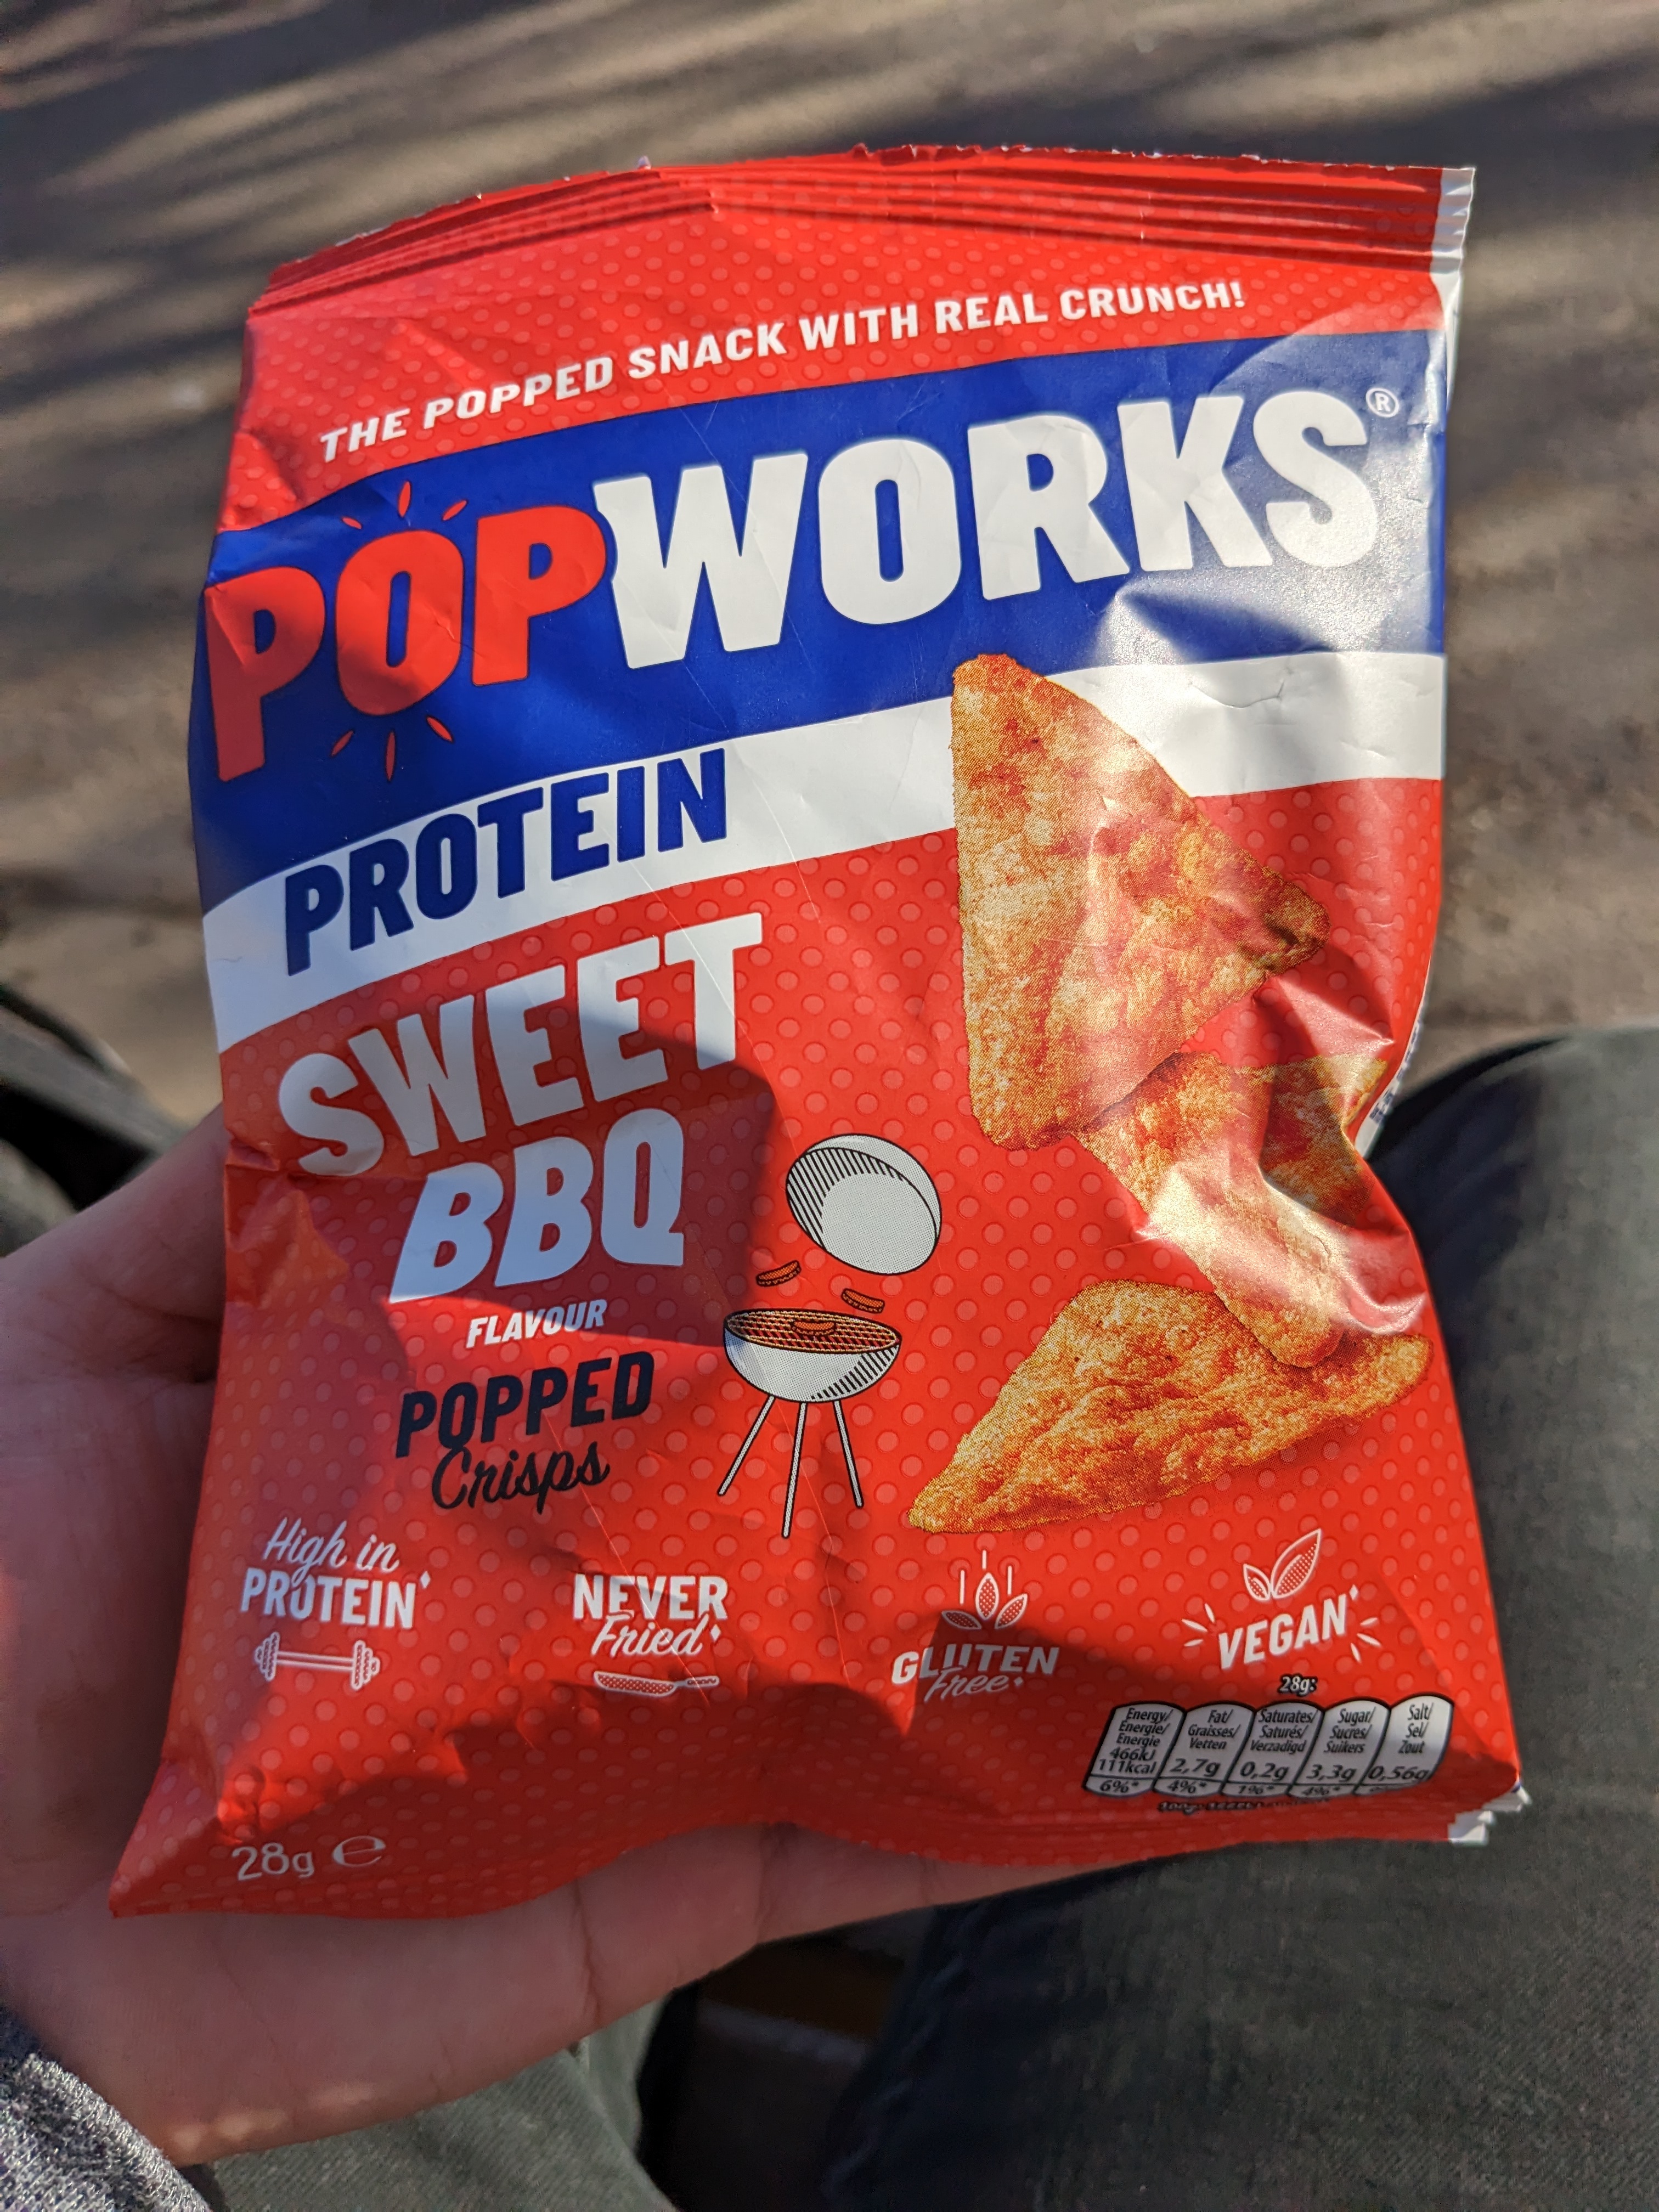 THE POPPED SNACK WITH REAL CRUNCH!
POPWORKS®
PROTEIN
SWEET
BBQ
FLAVOUR
POPPED
Crisps
High in
PROTEIN
NEVER
Fried
GLUTEN
Free
VEGAN
28g:
Energy/
Energie/
Energie
466kJ
111kcal
6%*
Fat/
Graisses/
Vetten
2,7g
4%*
Saturates/
Saturés/
Verzadigd
0,2g
1%*
Sugar/
Sucres/
Suikers
3,3g
4%*
Salt/
Sel/
Zout
0,56g
28g e